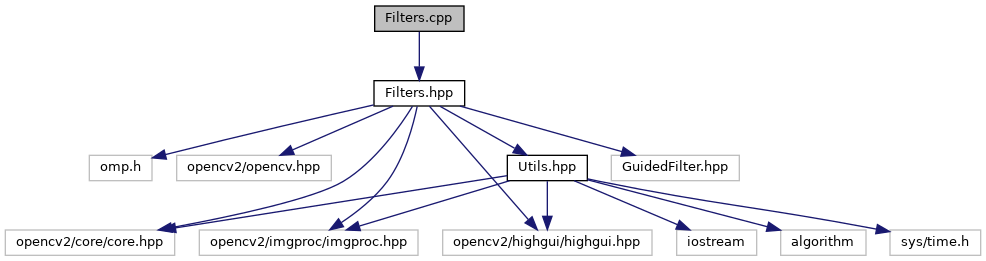 Filters.cpp
Filters.hpp
omp.h
opencv2/opencv.hpp
Utils.hpp
GuidedFilter.hpp
opencv2/core/core.hpp
opencv2/imgproc/imgproc.hpp
opencv2/highgui/highgui.hpp
iostream
algorithm
sys/time.h